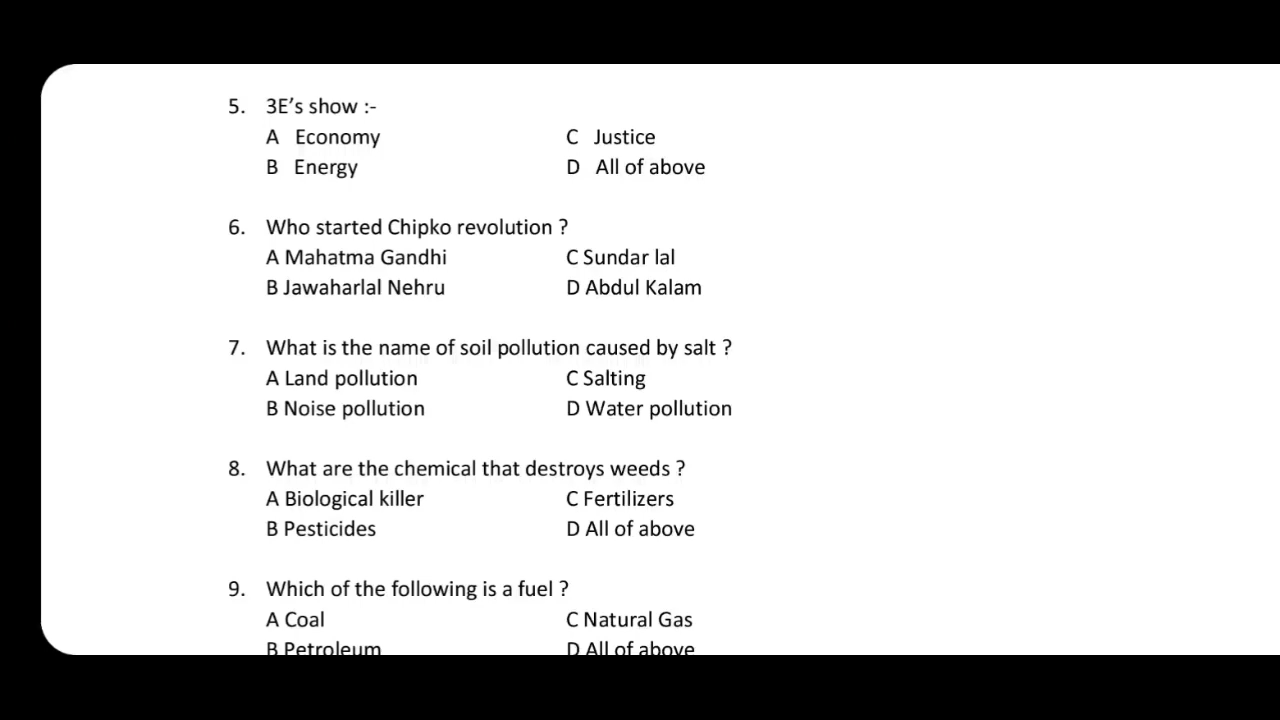 5. 3E’s show :-
A Economy C Justice
B Energy D All of above
6. Who started Chipko revolution ?
A Mahatma Gandhi C Sundar lal
B Jawaharlal Nehru D Abdul Kalam
7. What is the name of soil pollution caused by salt ?
A Land pollution C Salting
B Noise pollution D Water pollution
8. What are the chemical that destroys weeds ?
A Biological killer C Fertilizers
B Pesticides D All of above
9. Which of the following is a fuel ?
A Coal C Natural Gas
B Petroleum D All of above